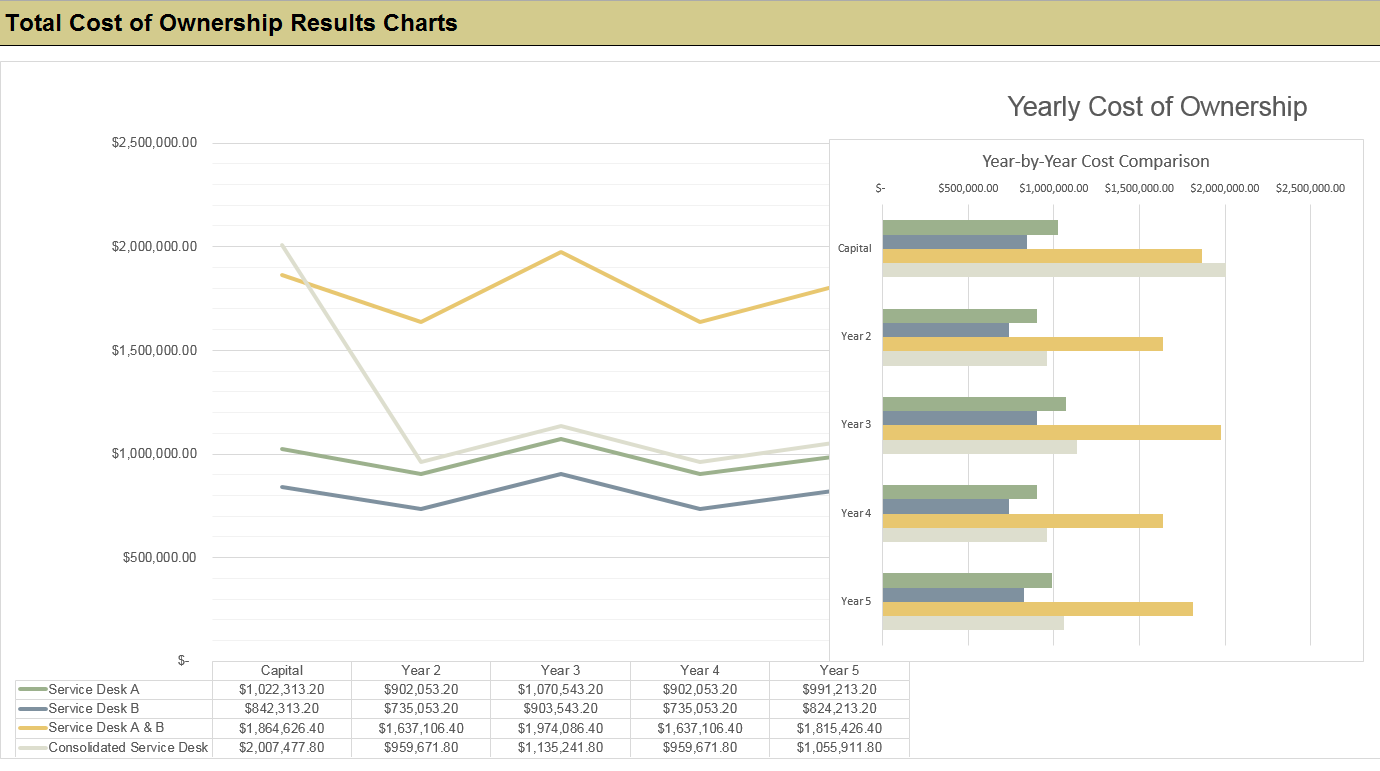 Total Cost of Ownership Results Charts
Yearly Cost of Ownership
$2,500,000.00
$2,000,000.00
$1,500,000.00
$1,000,000.00
$500,000.00
$-
Year-by-Year Cost Comparison
$- $500,000.00 $1,000,000.00 $1,500,000.00 $2,000,000.00 $2,500,000.00
Capital
Year 2
Year 3
Year 4
Year 5
Capital Year 2 Year 3 Year 4 Year 5
Service Desk A $1,022,313.20 $902,053.20 $1,070,543.20 $902,053.20 $991,213.20
Service Desk B $842,313.20 $735,053.20 $903,543.20 $735,053.20 $824,213.20
Service Desk A & B $1,864,626.40 $1,637,106.40 $1,974,086.40 $1,637,106.40 $1,815,426.40
Consolidated Service Desk $2,007,477.80 $959,671.80 $1,135,241.80 $959,671.80 $1,055,911.80